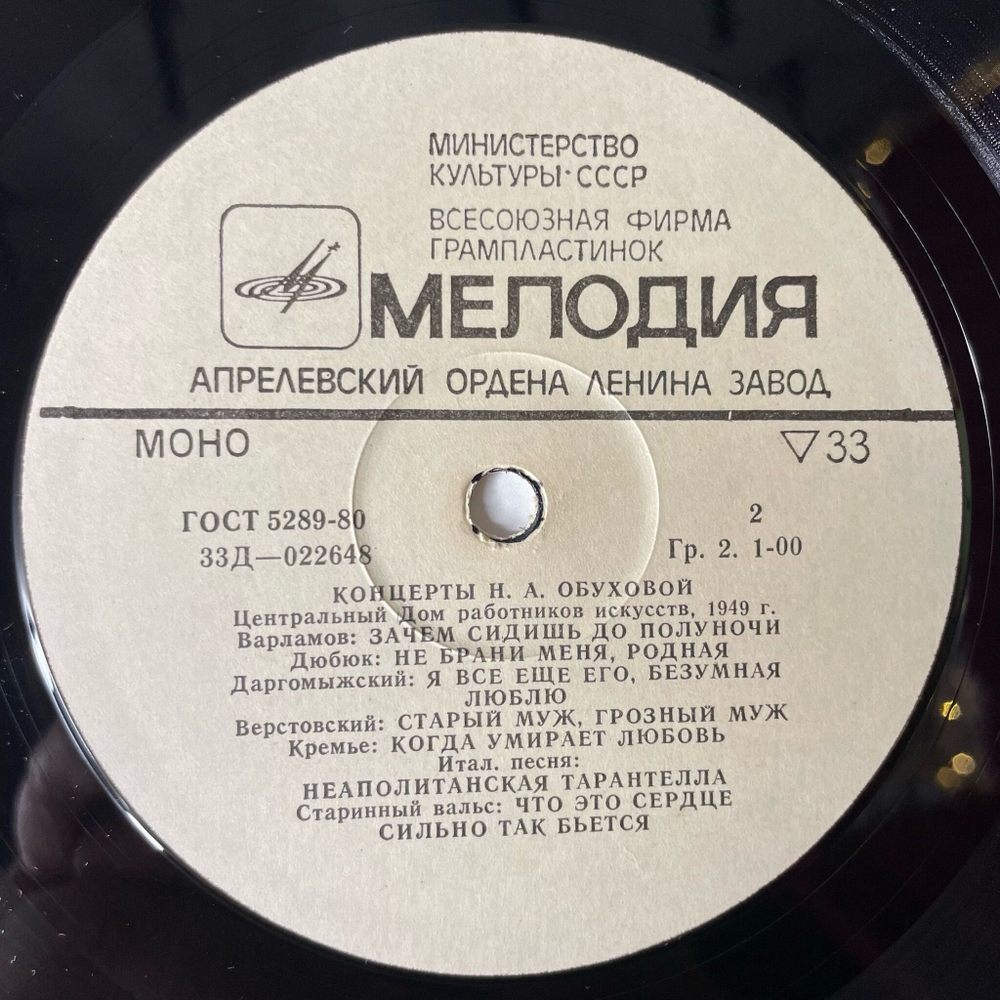 МИНИСТЕРСТВО
КУЛЬТУРЫ·СССР
ВСЕСОЮЗНАЯ ФИРМА
ГРАМПЛАСТИНОК
МЕЛОДИЯ
АПРЕЛЕВСКИЙ ОРДЕНА ЛЕНИНА ЗАВОД
МОНО
▽33
ГОСТ 5289-80
2
33Д—022648
Гр. 2. 1-00
КОНЦЕРТЫ Н. А. ОБУХОВОЙ
Центральный Дом работников искусств, 1949 г.
Варламов: ЗАЧЕМ СИДИШЬ ДО ПОЛУНОЧИ
Дюбюк: НЕ БРАНИ МЕНЯ, РОДНАЯ
Даргомыжский: Я ВСЕ ЕЩЕ ЕГО, БЕЗУМНАЯ
ЛЮБЛЮ
Верстовский: СТАРЫЙ МУЖ, ГРОЗНЫЙ МУЖ
Кремье: КОГДА УМИРАЕТ ЛЮБОВЬ
Итал. песня:
НЕАПОЛИТАНСКАЯ ТАРАНТЕЛЛА
Старинный вальс: ЧТО ЭТО СЕРДЦЕ
СИЛЬНО ТАК БЬЕТСЯ